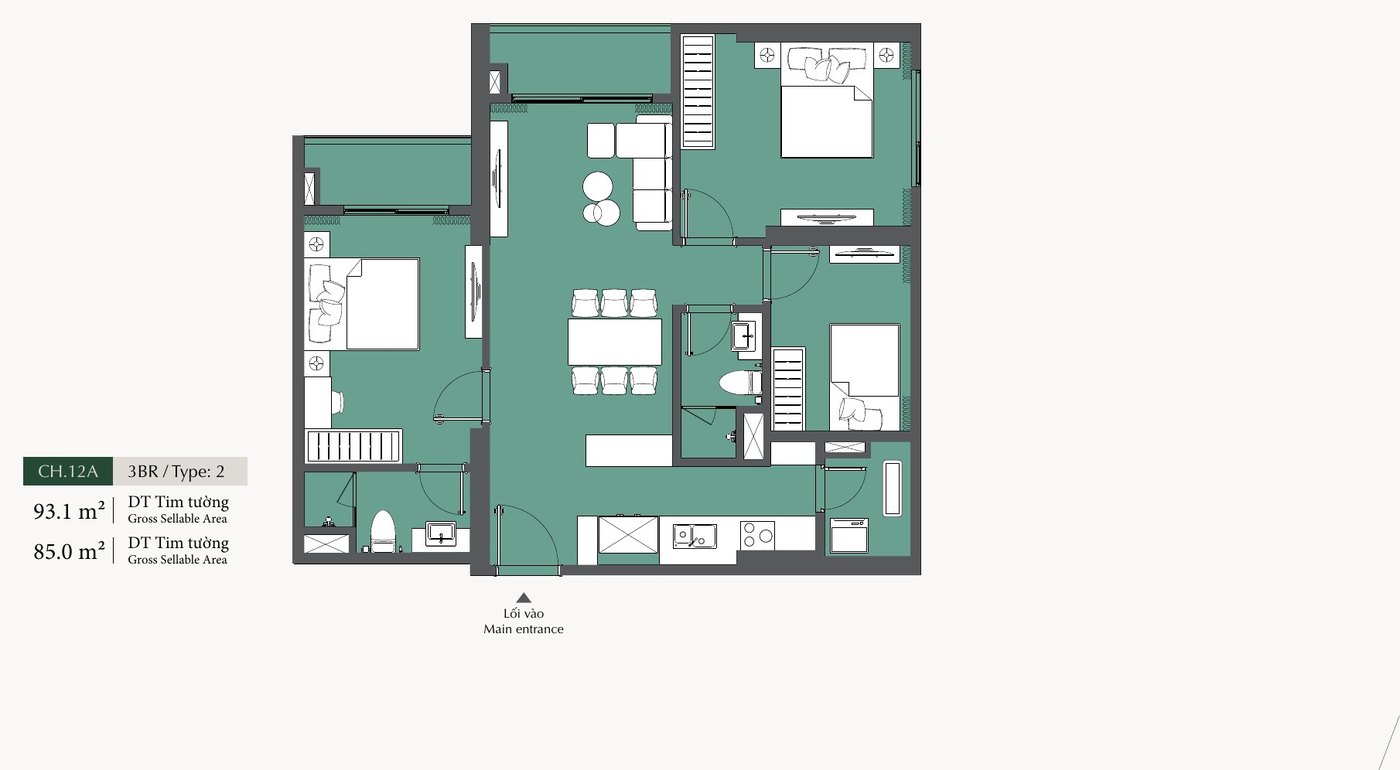 CH.12A
3BR / Type: 2
93.1 m²
DT Tim tường
Gross Sellable Area
85.0 m²
DT Tim tường
Gross Sellable Area
Lối vào
Main entrance